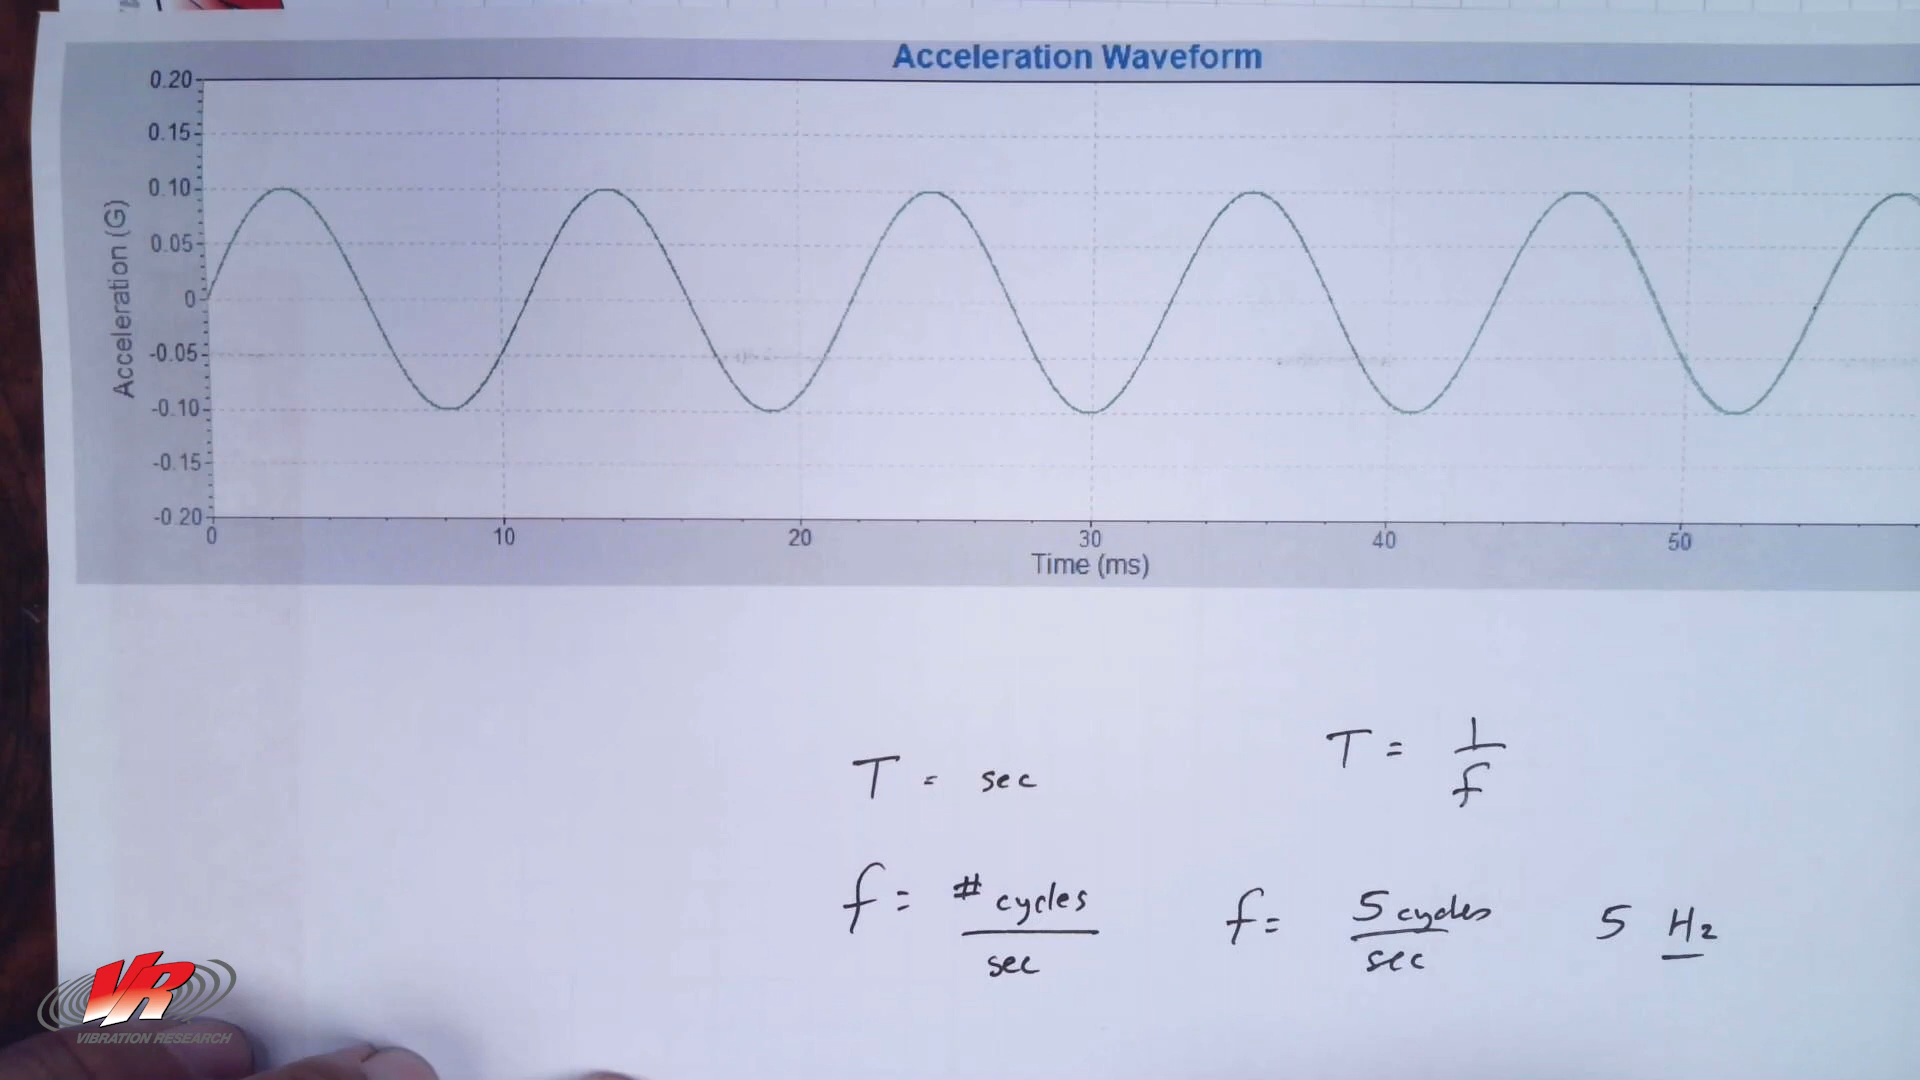 Acceleration Waveform
0.20
0.15
0.10
0.05
0
-0.05
-0.10
-0.15
-0.20
Acceleration (G)
0 10 20 30 40 50
Time (ms)
T = sec
T = 1/f
f = # cycles / sec
f = 5 cycles / sec
5 Hz
VR
VIBRATION RESEARCH